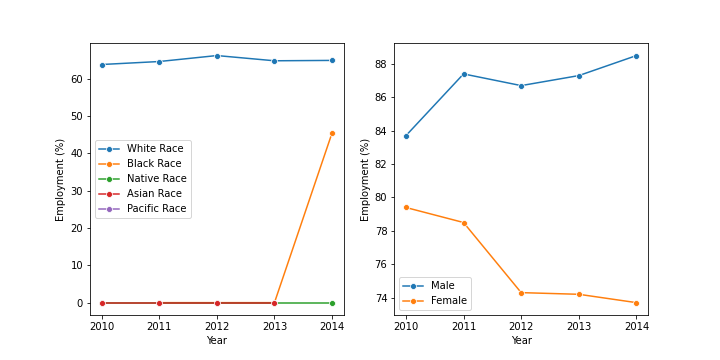 60
50
40
30
20
10
0
Employment (%)
White Race
Black Race
Native Race
Asian Race
Pacific Race
2010 2011 2012 2013 2014
Year
88
86
84
82
80
78
76
74
Employment (%)
Male
Female
2010 2011 2012 2013 2014
Year